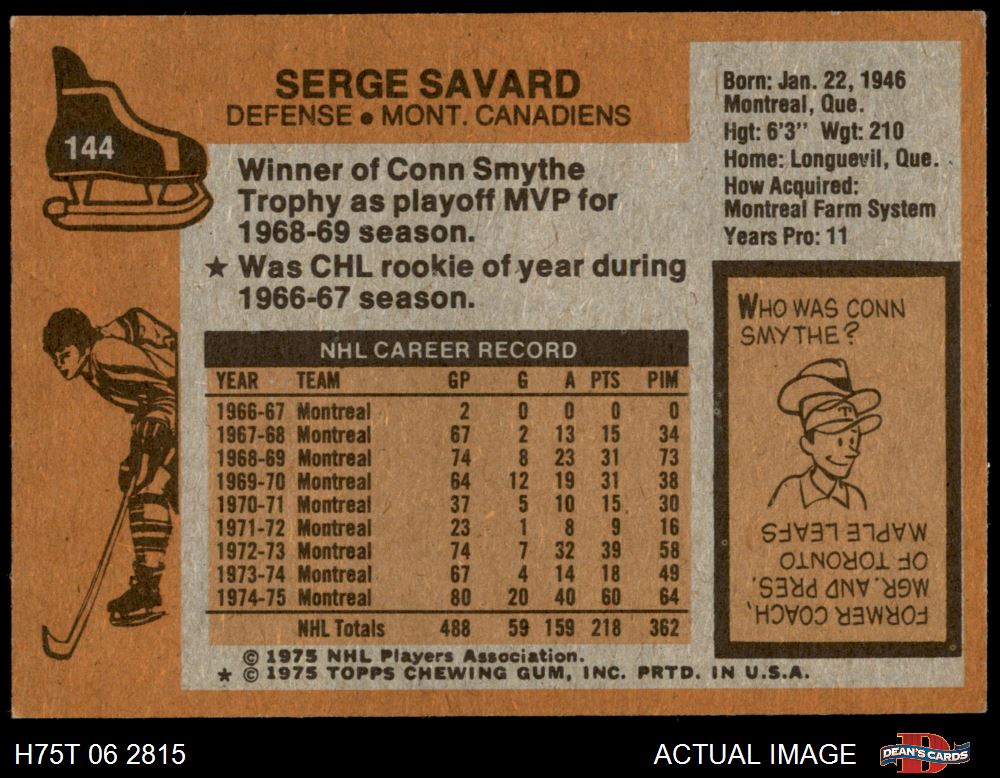 144
SERGE SAVARD
DEFENSE • MONT. CANADIENS
Winner of Conn Smythe
Trophy as playoff MVP for
1968-69 season.
★ Was CHL rookie of year during
1966-67 season.
Born: Jan. 22, 1946
Montreal, Que.
Hgt: 6'3" Wgt: 210
Home: Longuevil, Que.
How Acquired:
Montreal Farm System
Years Pro: 11
NHL CAREER RECORD
YEAR TEAM GP G A PTS PIM
1966-67 Montreal 2 0 0 0 0
1967-68 Montreal 67 2 13 15 34
1968-69 Montreal 74 8 23 31 73
1969-70 Montreal 64 12 19 31 38
1970-71 Montreal 37 5 10 15 30
1971-72 Montreal 23 1 8 9 16
1972-73 Montreal 74 7 32 39 58
1973-74 Montreal 67 4 14 18 49
1974-75 Montreal 80 20 40 60 64
NHL Totals 488 59 159 218 362
WHO WAS CONN
SMYTHE?
T
FORMER COACH,
MGR. AND PRES.
OF TORONTO
MAPLE LEAFS
© 1975 NHL Players Association.
★ © 1975 TOPPS CHEWING GUM, INC. PRTD. IN U.S.A.
H75T 06 2815
ACTUAL IMAGE
D
DEAN'S CARDS